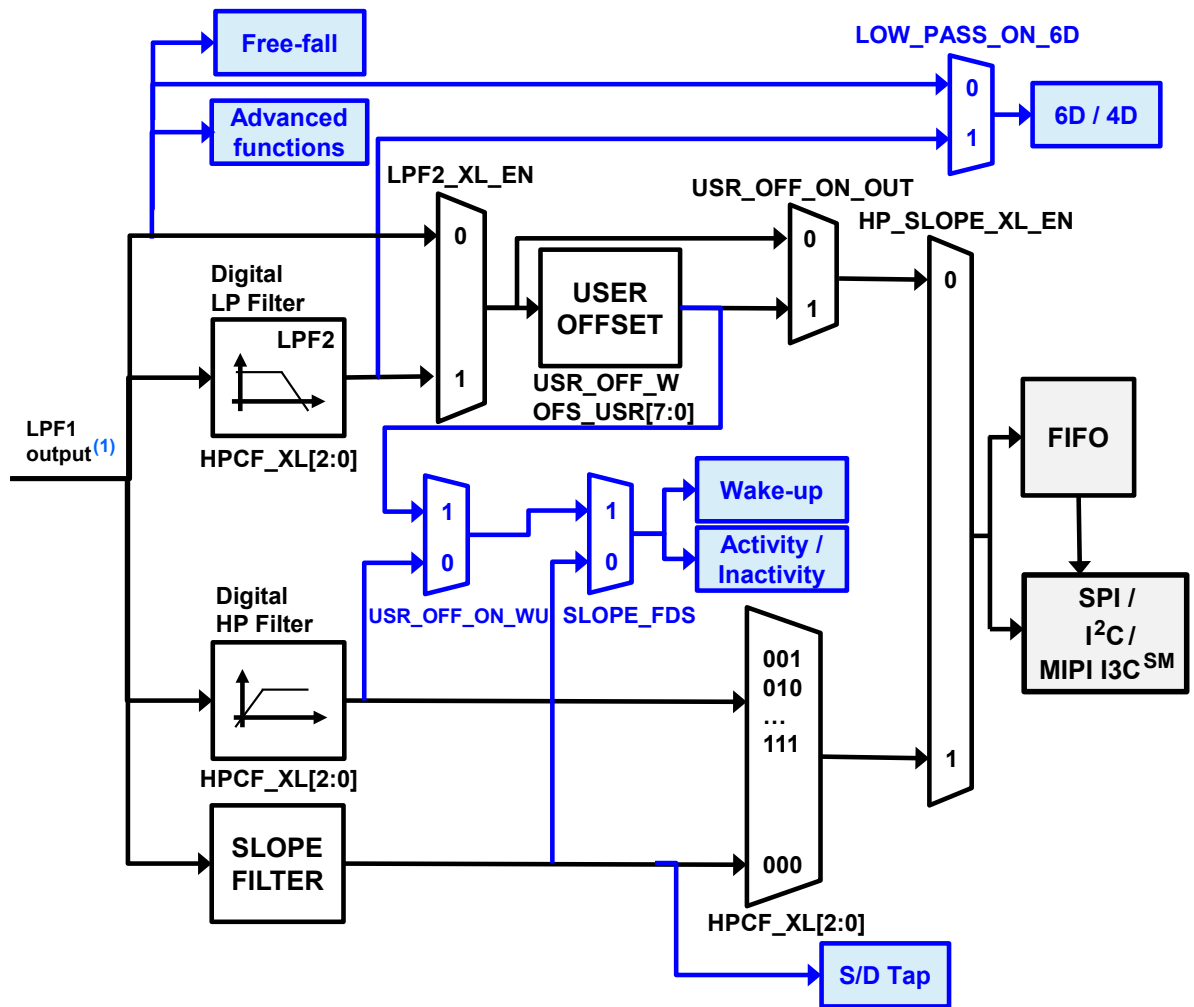 Free-fall
LOW_PASS_ON_6D
0
1
6D / 4D
Advanced
functions
LPF2_XL_EN
0
1
USR_OFF_ON_OUT
0
1
HP_SLOPE_XL_EN
0
1
Digital
LP Filter
LPF2
HPCF_XL[2:0]
USER
OFFSET
USR_OFF_W
OFS_USR[7:0]
LPF1
output(1)
FIFO
1
0
USR_OFF_ON_WU
1
0
SLOPE_FDS
Wake-up
Activity /
Inactivity
SPI /
I2C /
MIPI I3CSM
Digital
HP Filter
HPCF_XL[2:0]
001
010
...
111
000
HPCF_XL[2:0]
SLOPE
FILTER
S/D Tap